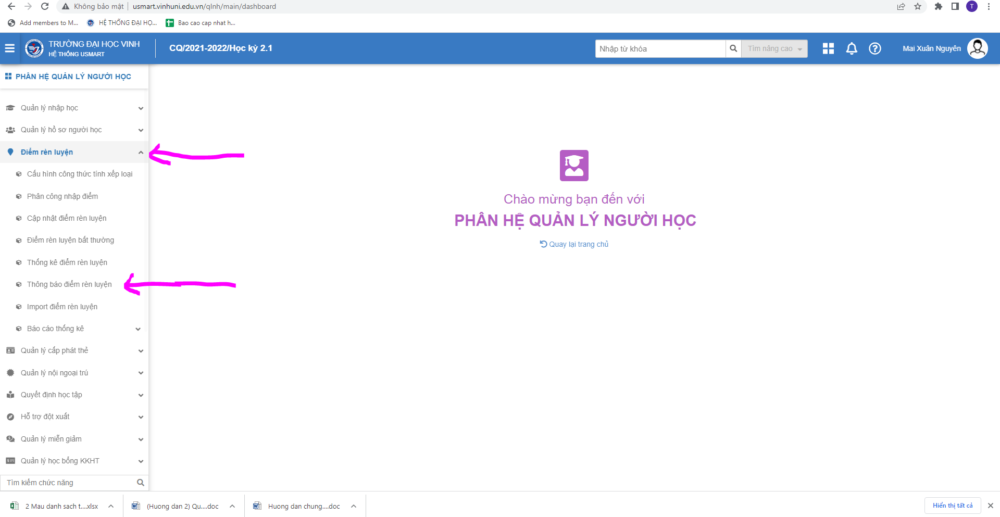 Không bảo mật
usmart.vinhuni.edu.vn/qlnh/main/dashboard
T
Add members to M...
HỆ THỐNG ĐẠI HỌ...
Bao cao cap nhat h...
TRƯỜNG ĐẠI HỌC VINH
HỆ THỐNG USMART
CQ/2021-2022/Học kỳ 2.1
Nhập từ khóa
Tìm nâng cao
Mai Xuân Nguyên
PHÂN HỆ QUẢN LÝ NGƯỜI HỌC
Quản lý nhập học
Quản lý hồ sơ người học
Điểm rèn luyện
Cấu hình công thức tính xếp loại
Phân công nhập điểm
Cập nhật điểm rèn luyện
Điểm rèn luyện bất thường
Thống kê điểm rèn luyện
Thông báo điểm rèn luyện
Import điểm rèn luyện
Báo cáo thống kê
Quản lý cấp phát thẻ
Quản lý nội ngoại trú
Quyết định học tập
Hỗ trợ đột xuất
Quản lý miễn giảm
Quản lý học bổng KKHT
Tìm kiếm chức năng
Chào mừng bạn đến với
PHÂN HỆ QUẢN LÝ NGƯỜI HỌC
Quay lại trang chủ
2 Mau danh sach t....xlsx
(Huong dan 2) Qu....doc
Huong dan chung....doc
Hiển thị tất cả